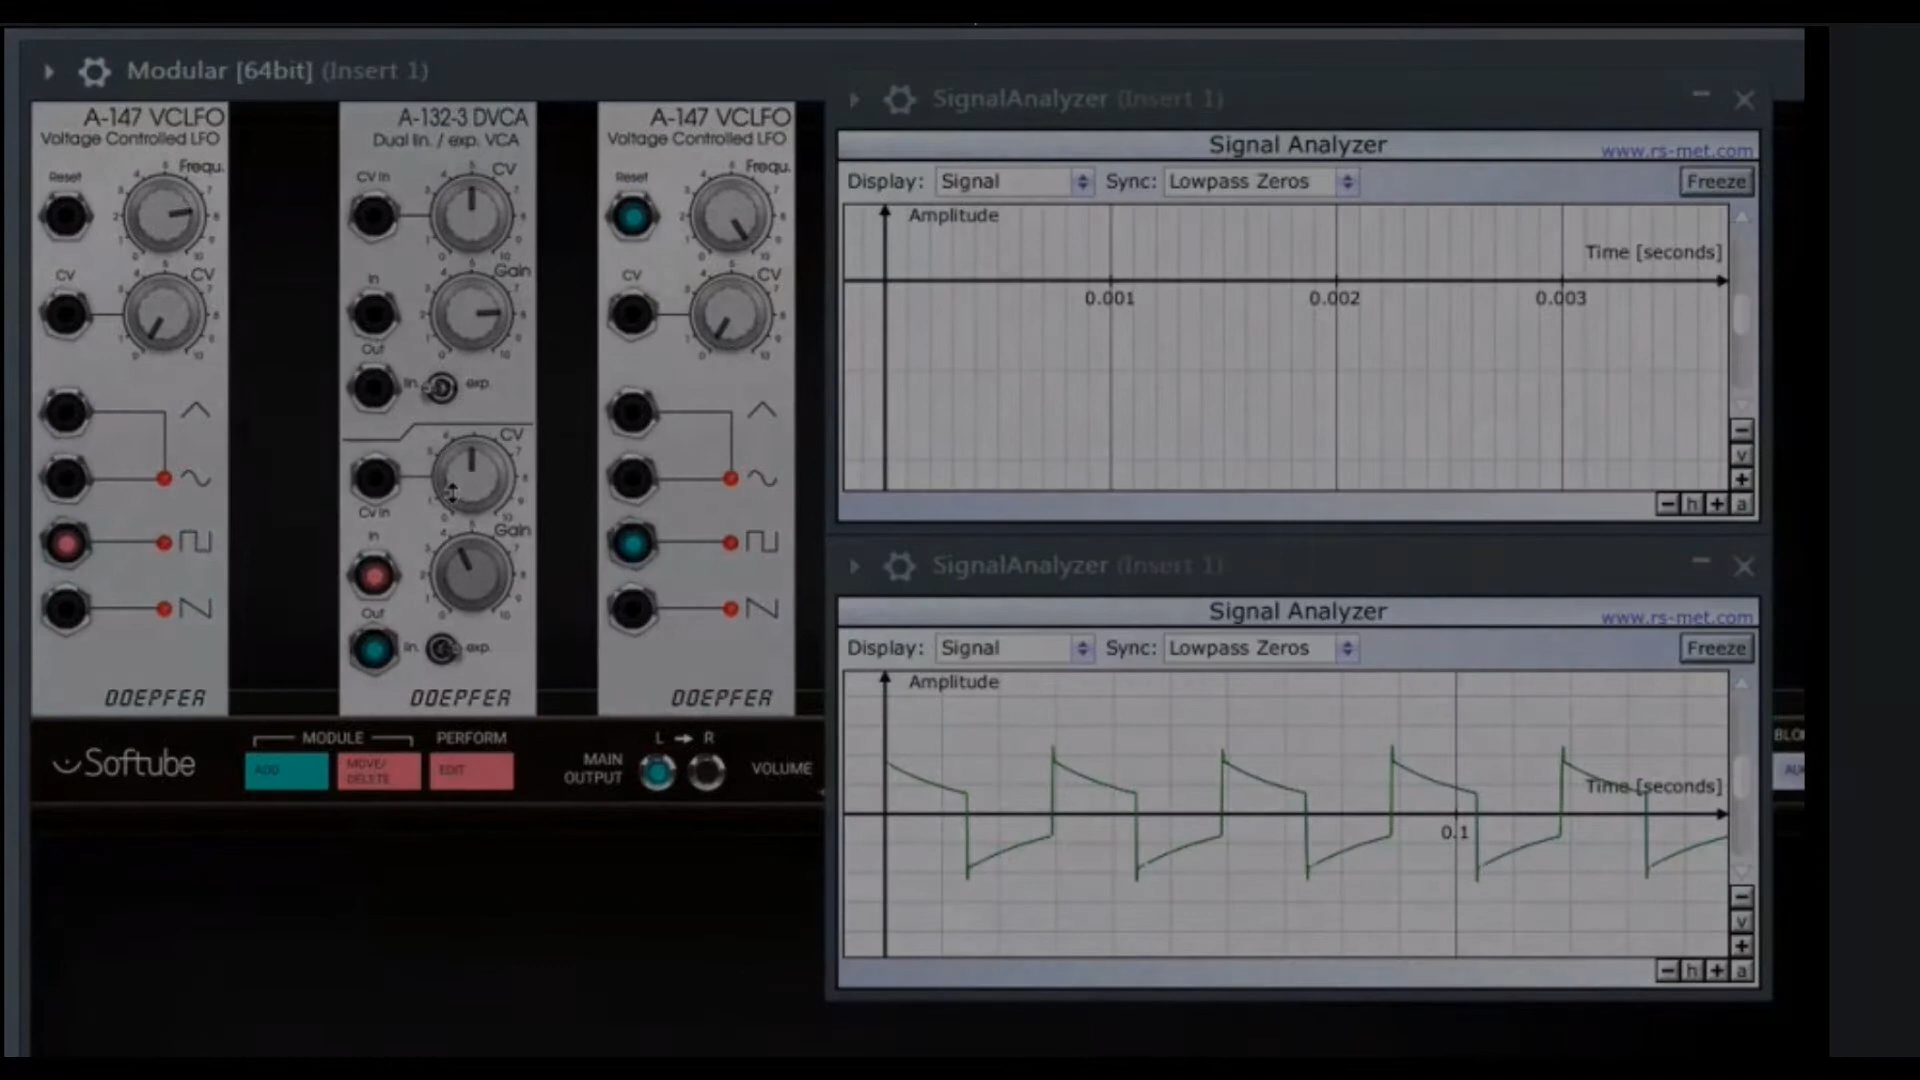 Modular [64bit] (Insert 1)
A-147 VCLFO
Voltage Controlled LFO
Reset
Frequ.
CV
CV
DOEPFER
A-132-3 DVCA
Dual lin. / exp. VCA
CV In
CV
In
Gain
Out
lin.
exp.
CV
CV In
In
Gain
Out
lin.
exp.
DOEPFER
A-147 VCLFO
Voltage Controlled LFO
Reset
Frequ.
CV
CV
DOEPFER
Softube
MODULE
ADD
MOVE/
DELETE
PERFORM
EDIT
MAIN
OUTPUT
L
R
VOLUME
SignalAnalyzer (Insert 1)
Signal Analyzer
www.rs-met.com
Display: Signal Sync: Lowpass Zeros Freeze
Amplitude
Time [seconds]
0.001 0.002 0.003
v
h
a
SignalAnalyzer (Insert 1)
Signal Analyzer
www.rs-met.com
Display: Signal Sync: Lowpass Zeros Freeze
Amplitude
Time [seconds]
0.1
v
h
a